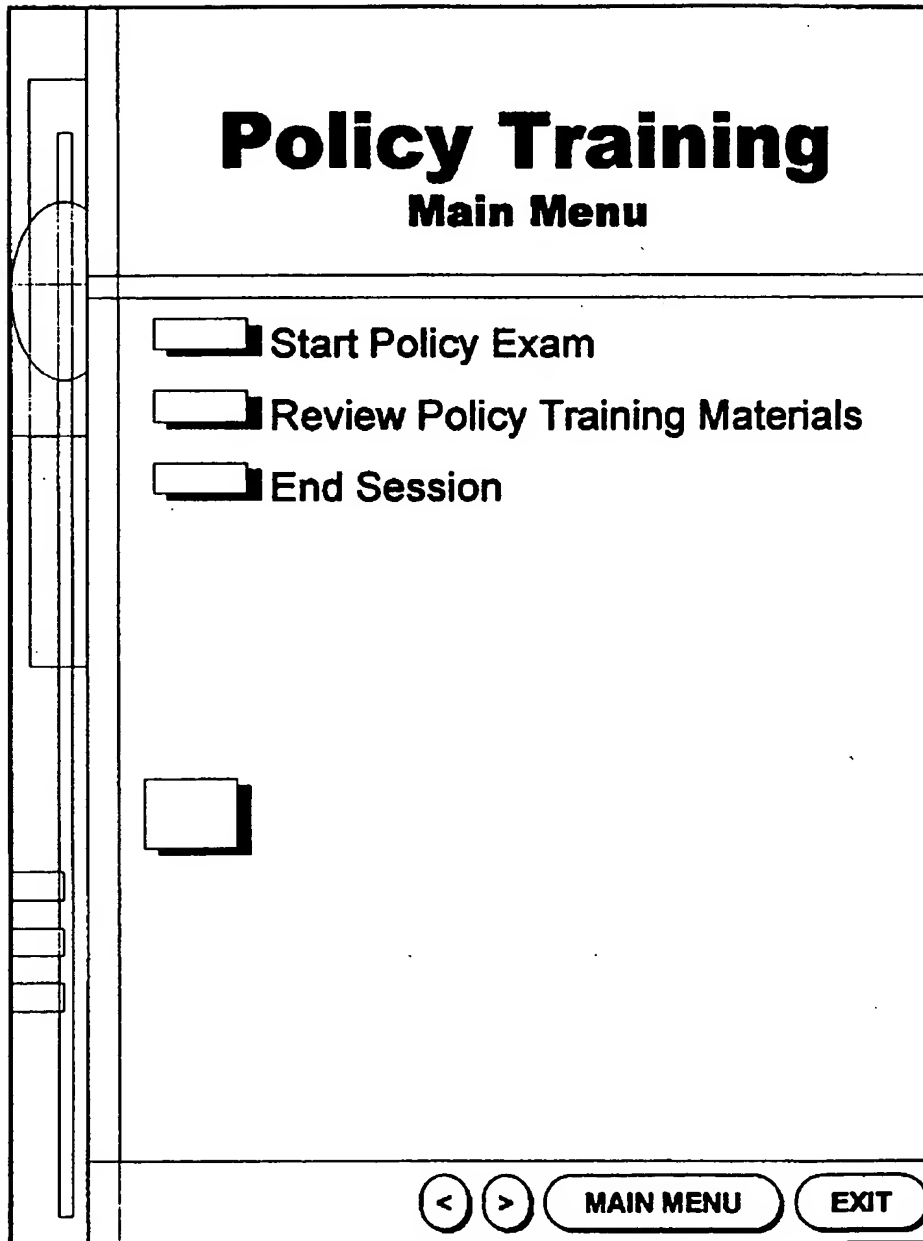 Policy Training
Main Menu
Start Policy Exam
Review Policy Training Materials
End Session
< > MAIN MENU EXIT